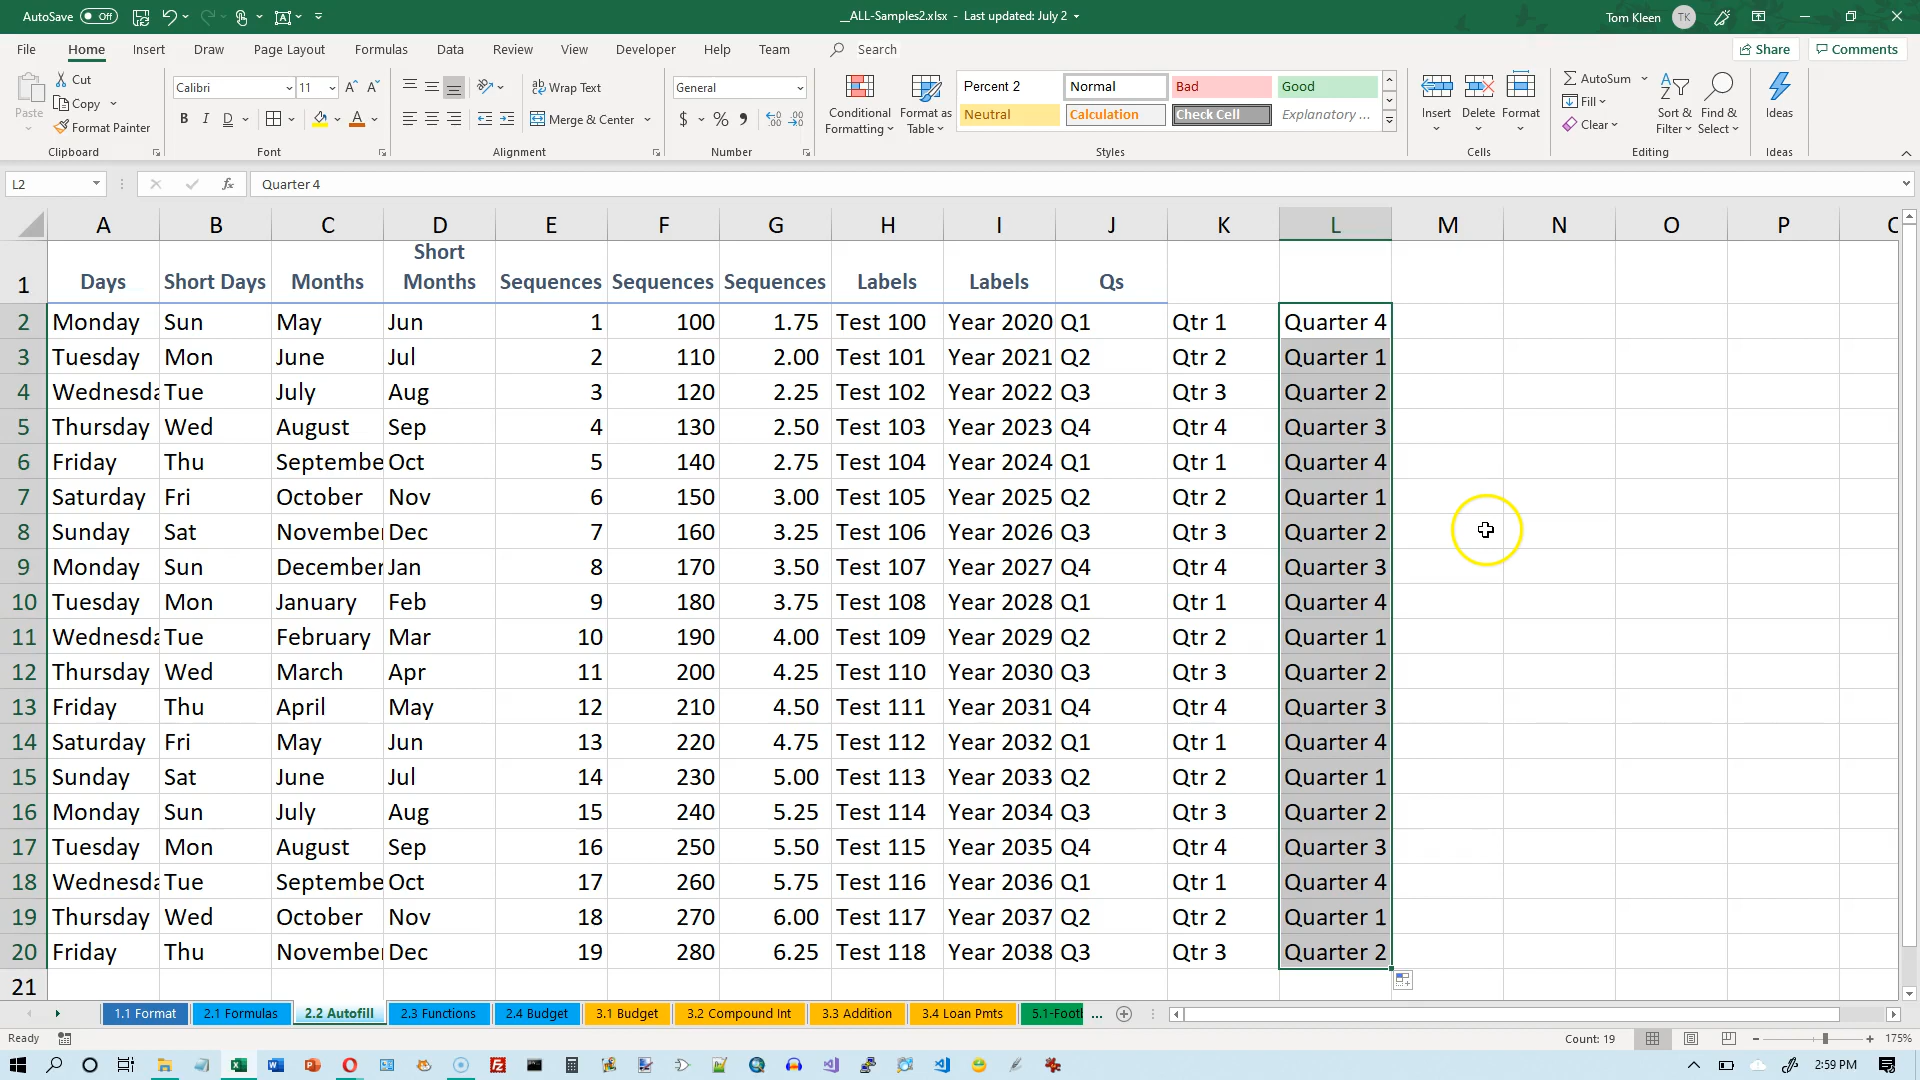 AutoSave Off
__ALL-Samples2.xlsx - Last updated: July 2
Tom Kleen TK
File Home Insert Draw Page Layout Formulas Data Review View Developer Help Team Search Share Comments
Paste Cut Copy Format Painter Clipboard
Calibri 11 B I D A Font
Wrap Text Merge & Center Alignment
General $ % Number
Conditional Formatting Format as Table
Percent 2 Normal Bad Good
Neutral Calculation Check Cell Explanatory ...
Styles
Insert Delete Format Cells
AutoSum Fill Clear Sort & Filter Find & Select Editing
Ideas Ideas
L2 fx Quarter 4
A B C D E F G H I J K L M N O P
1 Days Short Days Months Short Months Sequences Sequences Sequences Labels Labels Qs
2 Monday Sun May Jun 1 100 1.75 Test 100 Year 2020 Q1 Qtr 1 Quarter 4
3 Tuesday Mon June Jul 2 110 2.00 Test 101 Year 2021 Q2 Qtr 2 Quarter 1
4 Wednesda Tue July Aug 3 120 2.25 Test 102 Year 2022 Q3 Qtr 3 Quarter 2
5 Thursday Wed August Sep 4 130 2.50 Test 103 Year 2023 Q4 Qtr 4 Quarter 3
6 Friday Thu Septembe Oct 5 140 2.75 Test 104 Year 2024 Q1 Qtr 1 Quarter 4
7 Saturday Fri October Nov 6 150 3.00 Test 105 Year 2025 Q2 Qtr 2 Quarter 1
8 Sunday Sat November Dec 7 160 3.25 Test 106 Year 2026 Q3 Qtr 3 Quarter 2
9 Monday Sun December Jan 8 170 3.50 Test 107 Year 2027 Q4 Qtr 4 Quarter 3
10 Tuesday Mon January Feb 9 180 3.75 Test 108 Year 2028 Q1 Qtr 1 Quarter 4
11 Wednesda Tue February Mar 10 190 4.00 Test 109 Year 2029 Q2 Qtr 2 Quarter 1
12 Thursday Wed March Apr 11 200 4.25 Test 110 Year 2030 Q3 Qtr 3 Quarter 2
13 Friday Thu April May 12 210 4.50 Test 111 Year 2031 Q4 Qtr 4 Quarter 3
14 Saturday Fri May Jun 13 220 4.75 Test 112 Year 2032 Q1 Qtr 1 Quarter 4
15 Sunday Sat June Jul 14 230 5.00 Test 113 Year 2033 Q2 Qtr 2 Quarter 1
16 Monday Sun July Aug 15 240 5.25 Test 114 Year 2034 Q3 Qtr 3 Quarter 2
17 Tuesday Mon August Sep 16 250 5.50 Test 115 Year 2035 Q4 Qtr 4 Quarter 3
18 Wednesda Tue Septembe Oct 17 260 5.75 Test 116 Year 2036 Q1 Qtr 1 Quarter 4
19 Thursday Wed October Nov 18 270 6.00 Test 117 Year 2037 Q2 Qtr 2 Quarter 1
20 Friday Thu November Dec 19 280 6.25 Test 118 Year 2038 Q3 Qtr 3 Quarter 2
21
1.1 Format 2.1 Formulas 2.2 Autofill 2.3 Functions 2.4 Budget 3.1 Budget 3.2 Compound Int 3.3 Addition 3.4 Loan Pmts 5.1-Footb ...
Ready Count: 19 175%
2:59 PM